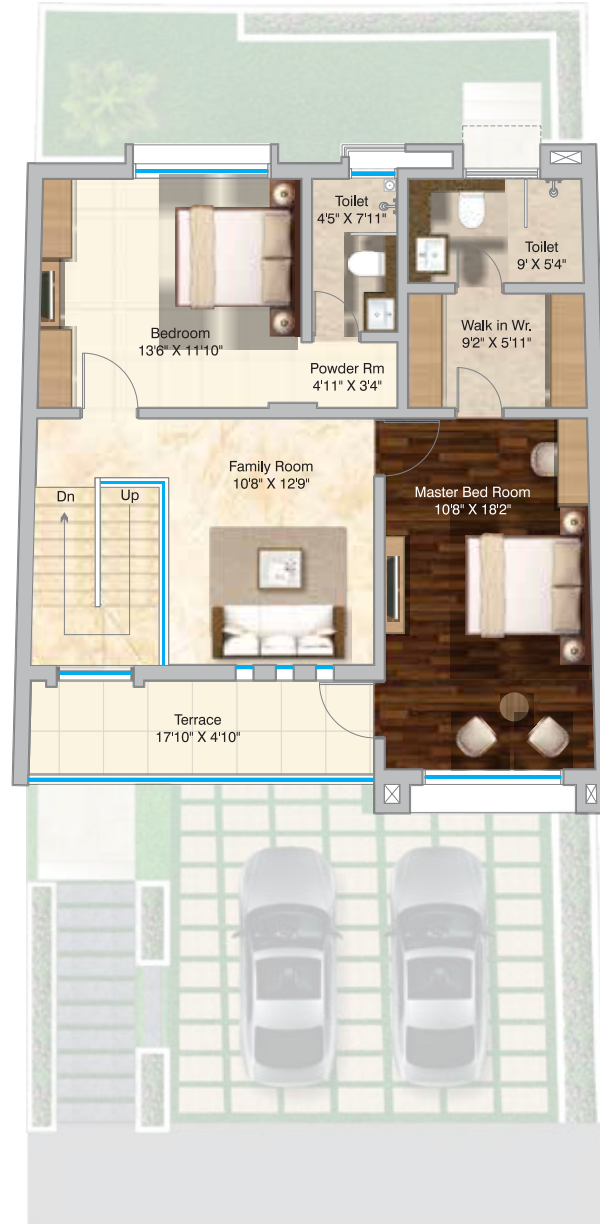 Toilet
4'5" X 7'11"
Toilet
9' X 5'4"
Bedroom
13'6" X 11'10"
Walk in Wr.
9'2" X 5'11"
Powder Rm
4'11" X 3'4"
Family Room
10'8" X 12'9"
Dn Up
Master Bed Room
10'8" X 18'2"
Terrace
17'10" X 4'10"